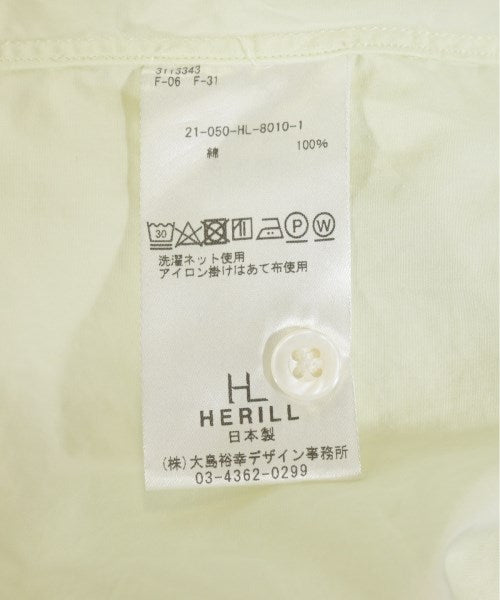 3113343
F-06 F-31
21-050-HL-8010-1
綿 100%
30 P W
洗濯ネット使用
アイロン掛けはあて布使用
HL
HERILL
日本製
(株)大島裕幸デザイン事務所
03-4362-0299